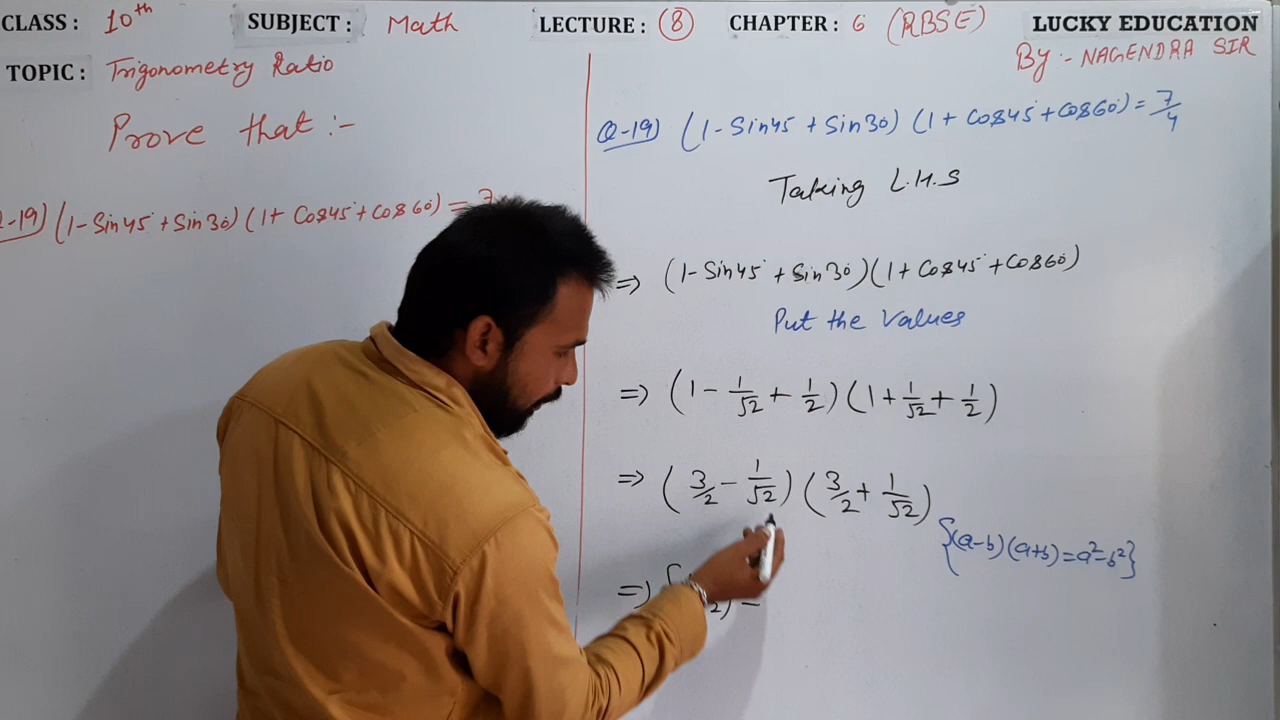 CLASS : 10th SUBJECT : Math LECTURE : 8 CHAPTER : 6 (RBSE) LUCKY EDUCATION
By :- NAGENDRA SIR
TOPIC : Trigonometry Ratio
Prove that :-
-19) (1 - Sin45° + Sin30°) (1 + Cos45° + Cos60°) = 7
Q-19) (1 - Sin45° + Sin30°) (1 + Cos45° + Cos60°) = 7/4
Taking L.H.S
⇒ (1 - Sin45° + Sin30°) (1 + Cos45° + Cos60°)
Put the Values
⇒ (1 - 1/√2 + 1/2) (1 + 1/√2 + 1/2)
⇒ (3/2 - 1/√2) (3/2 + 1/√2)
{(a-b)(a+b) = a²-b²}
⇒ ( 2) -